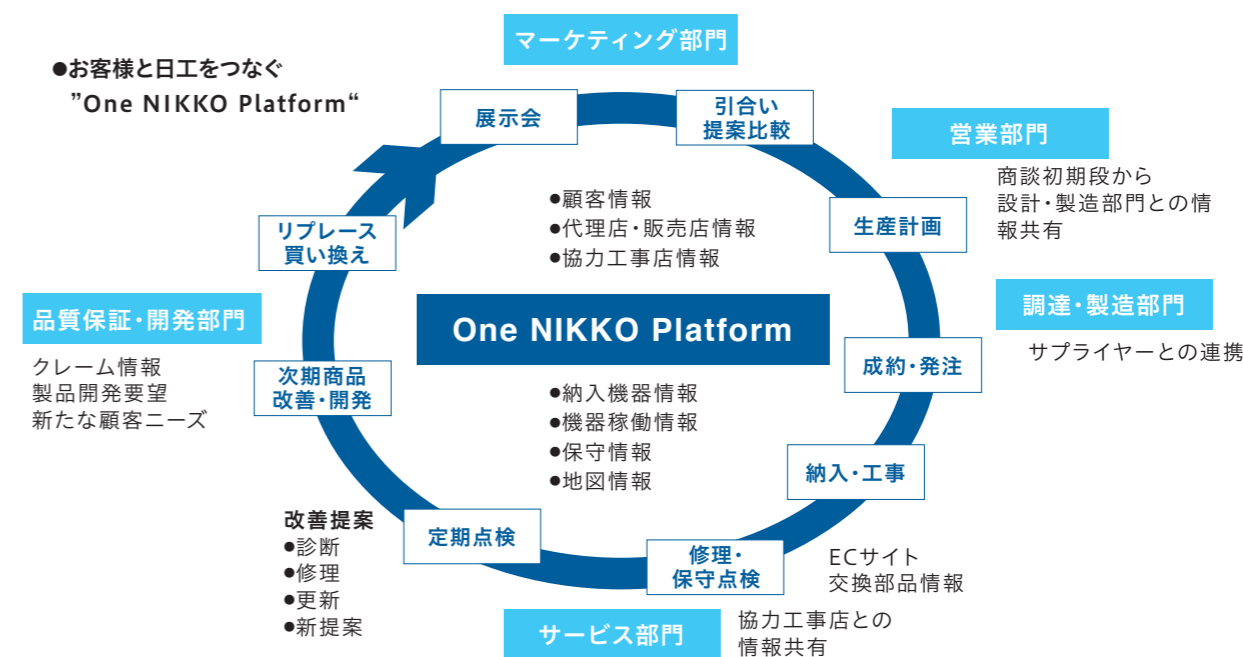 ●お客様と日工をつなぐ
”One NIKKO Platform“
マーケティング部門
展示会
引合い
提案比較
営業部門
商談初期段から
設計・製造部門との情
報共有
生産計画
調達・製造部門
サプライヤーとの連携
成約・発注
納入・工事
修理・
保守点検
ECサイト
交換部品情報
サービス部門
協力工事店との
情報共有
定期点検
改善提案
●診断
●修理
●更新
●新提案
次期商品
改善・開発
品質保証・開発部門
クレーム情報
製品開発要望
新たな顧客ニーズ
リプレース
買い換え
●顧客情報
●代理店・販売店情報
●協力工事店情報
One NIKKO Platform
●納入機器情報
●機器稼働情報
●保守情報
●地図情報